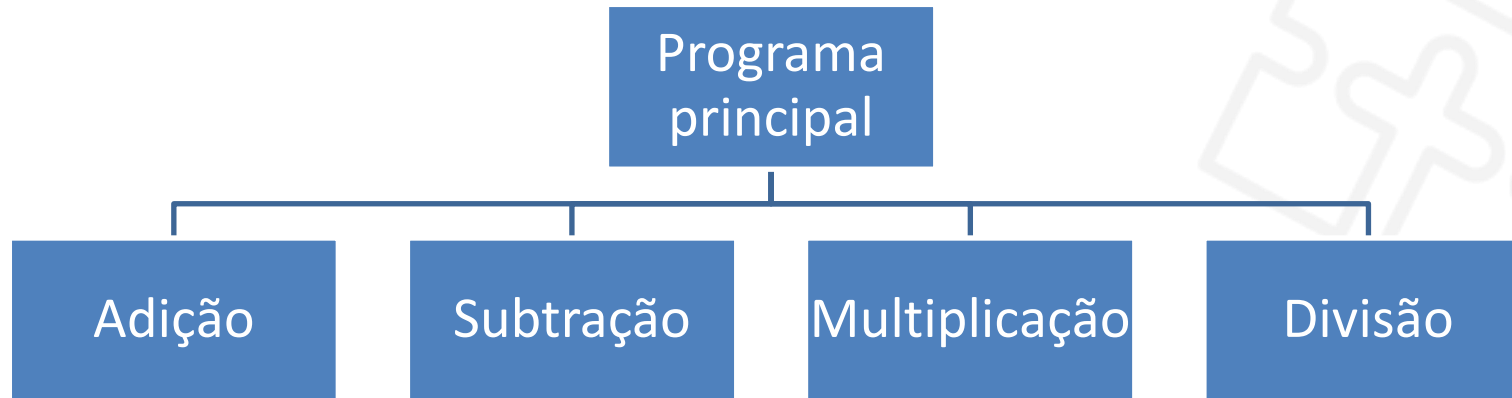 Programa
principal
Adição
Subtração
Multiplicação
Divisão